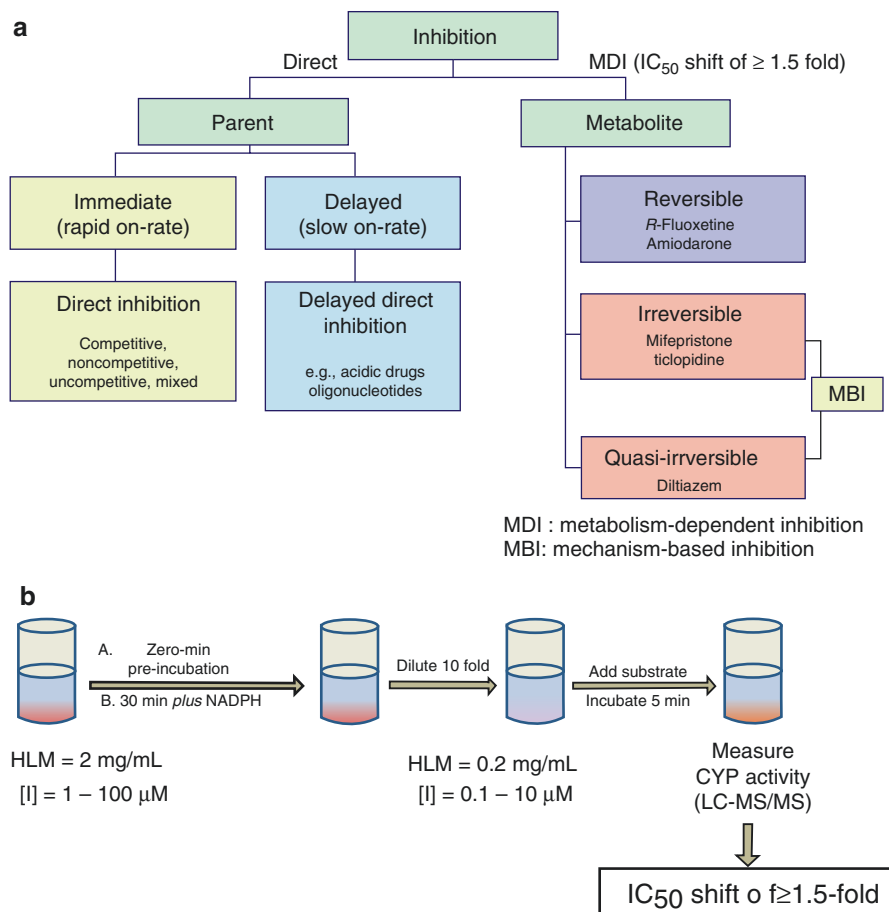 a
Inhibition
Direct
MDI (IC50 shift of ≥ 1.5 fold)
Parent
Metabolite
Immediate
(rapid on-rate)
Delayed
(slow on-rate)
Reversible
R-Fluoxetine
Amiodarone
Direct inhibition
Competitive,
noncompetitive,
uncompetitive, mixed
Delayed direct
inhibition
e.g., acidic drugs
oligonucleotides
Irreversible
Mifepristone
ticlopidine
MBI
Quasi-irrversible
Diltiazem
MDI : metabolism-dependent inhibition
MBI: mechanism-based inhibition
b
A. Zero-min
pre-incubation
B. 30 min plus NADPH
Dilute 10 fold
Add substrate
Incubate 5 min
HLM = 2 mg/mL
[I] = 1 – 100 μM
HLM = 0.2 mg/mL
[I] = 0.1 – 10 μM
Measure
CYP activity
(LC-MS/MS)
IC50 shift o f≥1.5-fold